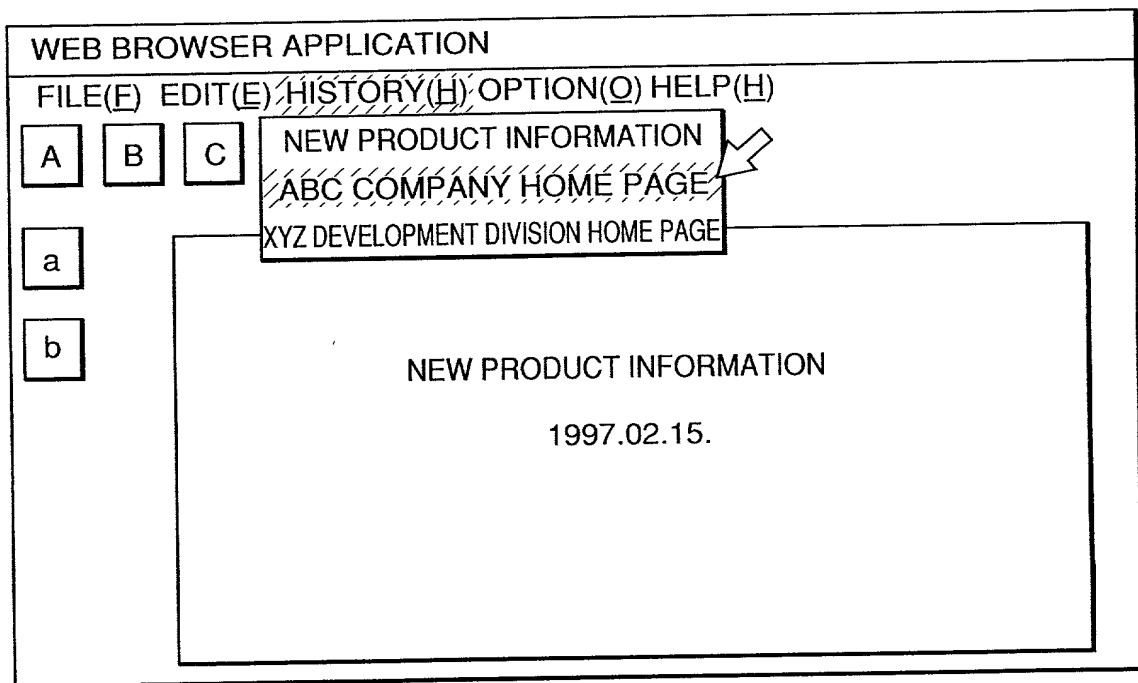 WEB BROWSER APPLICATION
FILE(F) EDIT(E) HISTORY(H) OPTION(O) HELP(H)
A B C
NEW PRODUCT INFORMATION
ABC COMPANY HOME PAGE
XYZ DEVELOPMENT DIVISION HOME PAGE
a
b
NEW PRODUCT INFORMATION
1997.02.15.